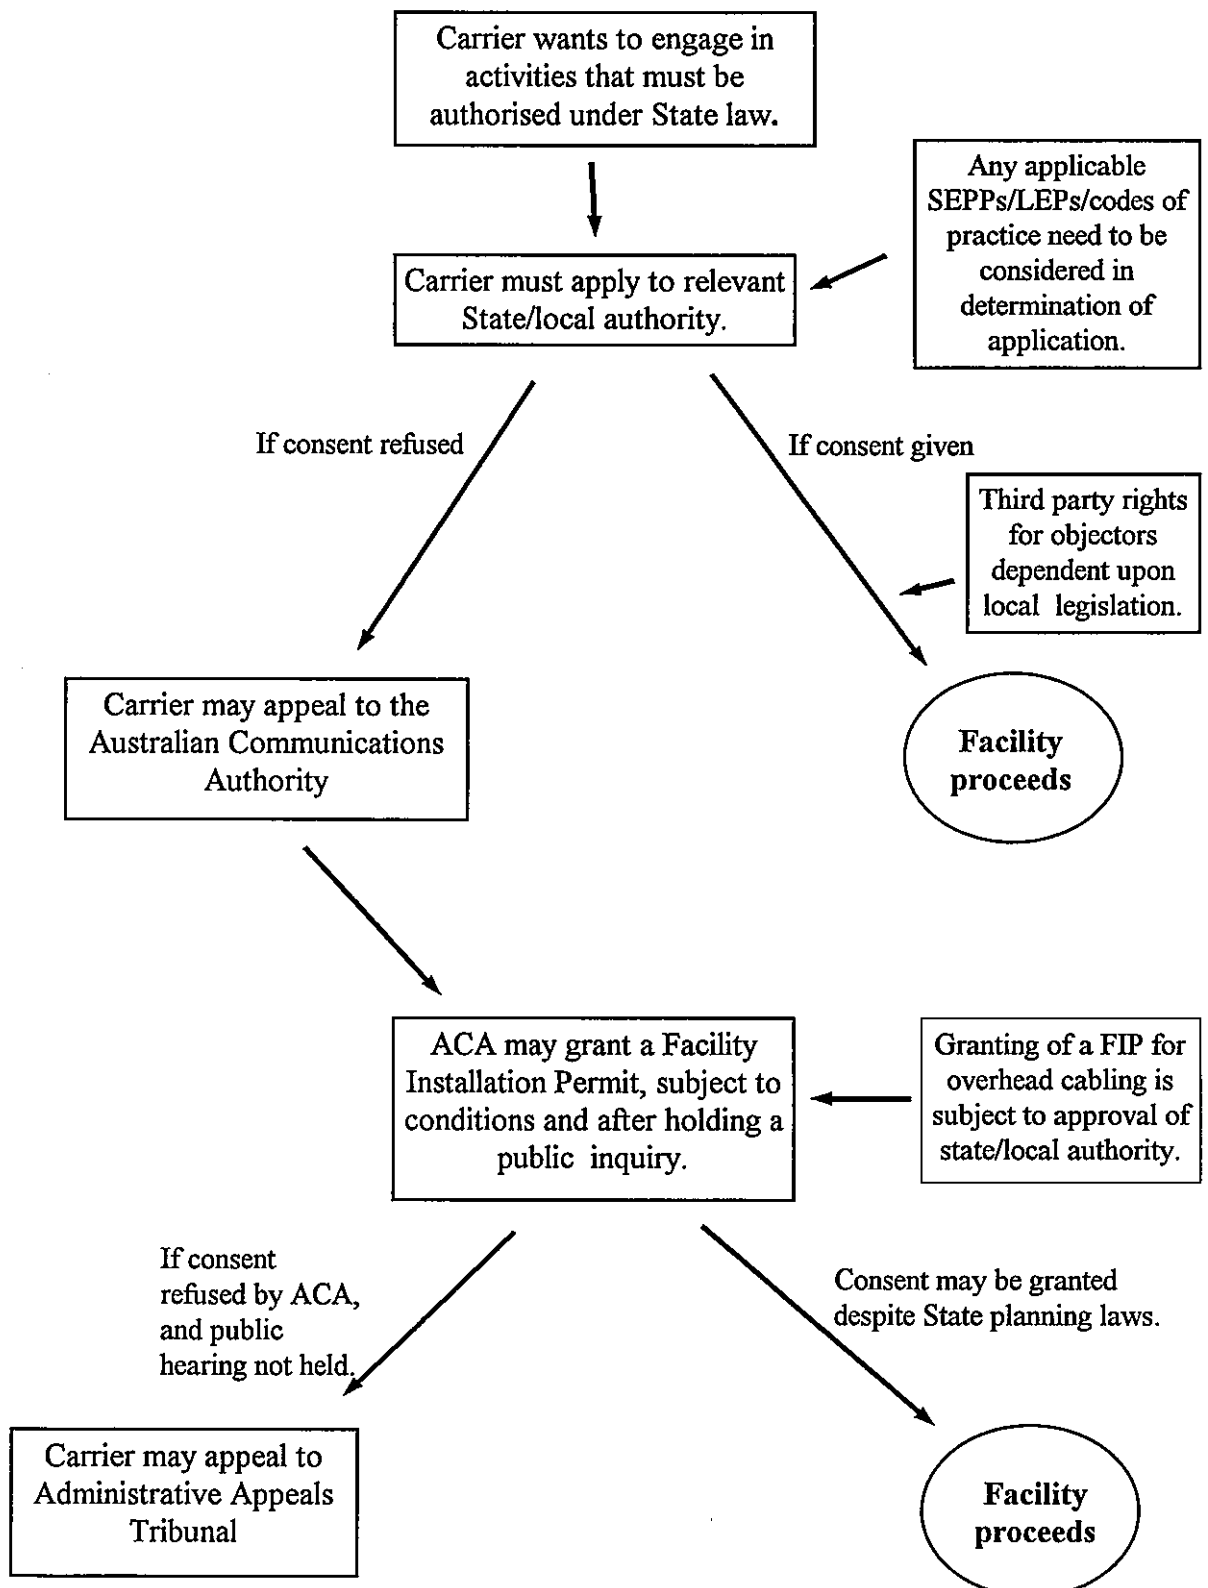 Carrier wants to engage in
activities that must be
authorised under State law.
Any applicable
SEPPs/LEPs/codes of
practice need to be
considered in
determination of
application.
Carrier must apply to relevant
State/local authority.
If consent refused
If consent given
Third party rights
for objectors
dependent upon
local legislation.
Carrier may appeal to the
Australian Communications
Authority
Facility
proceeds
ACA may grant a Facility
Installation Permit, subject to
conditions and after holding a
public inquiry.
Granting of a FIP for
overhead cabling is
subject to approval of
state/local authority.
If consent
refused by ACA,
and public
hearing not held.
Consent may be granted
despite State planning laws.
Carrier may appeal to
Administrative Appeals
Tribunal
Facility
proceeds